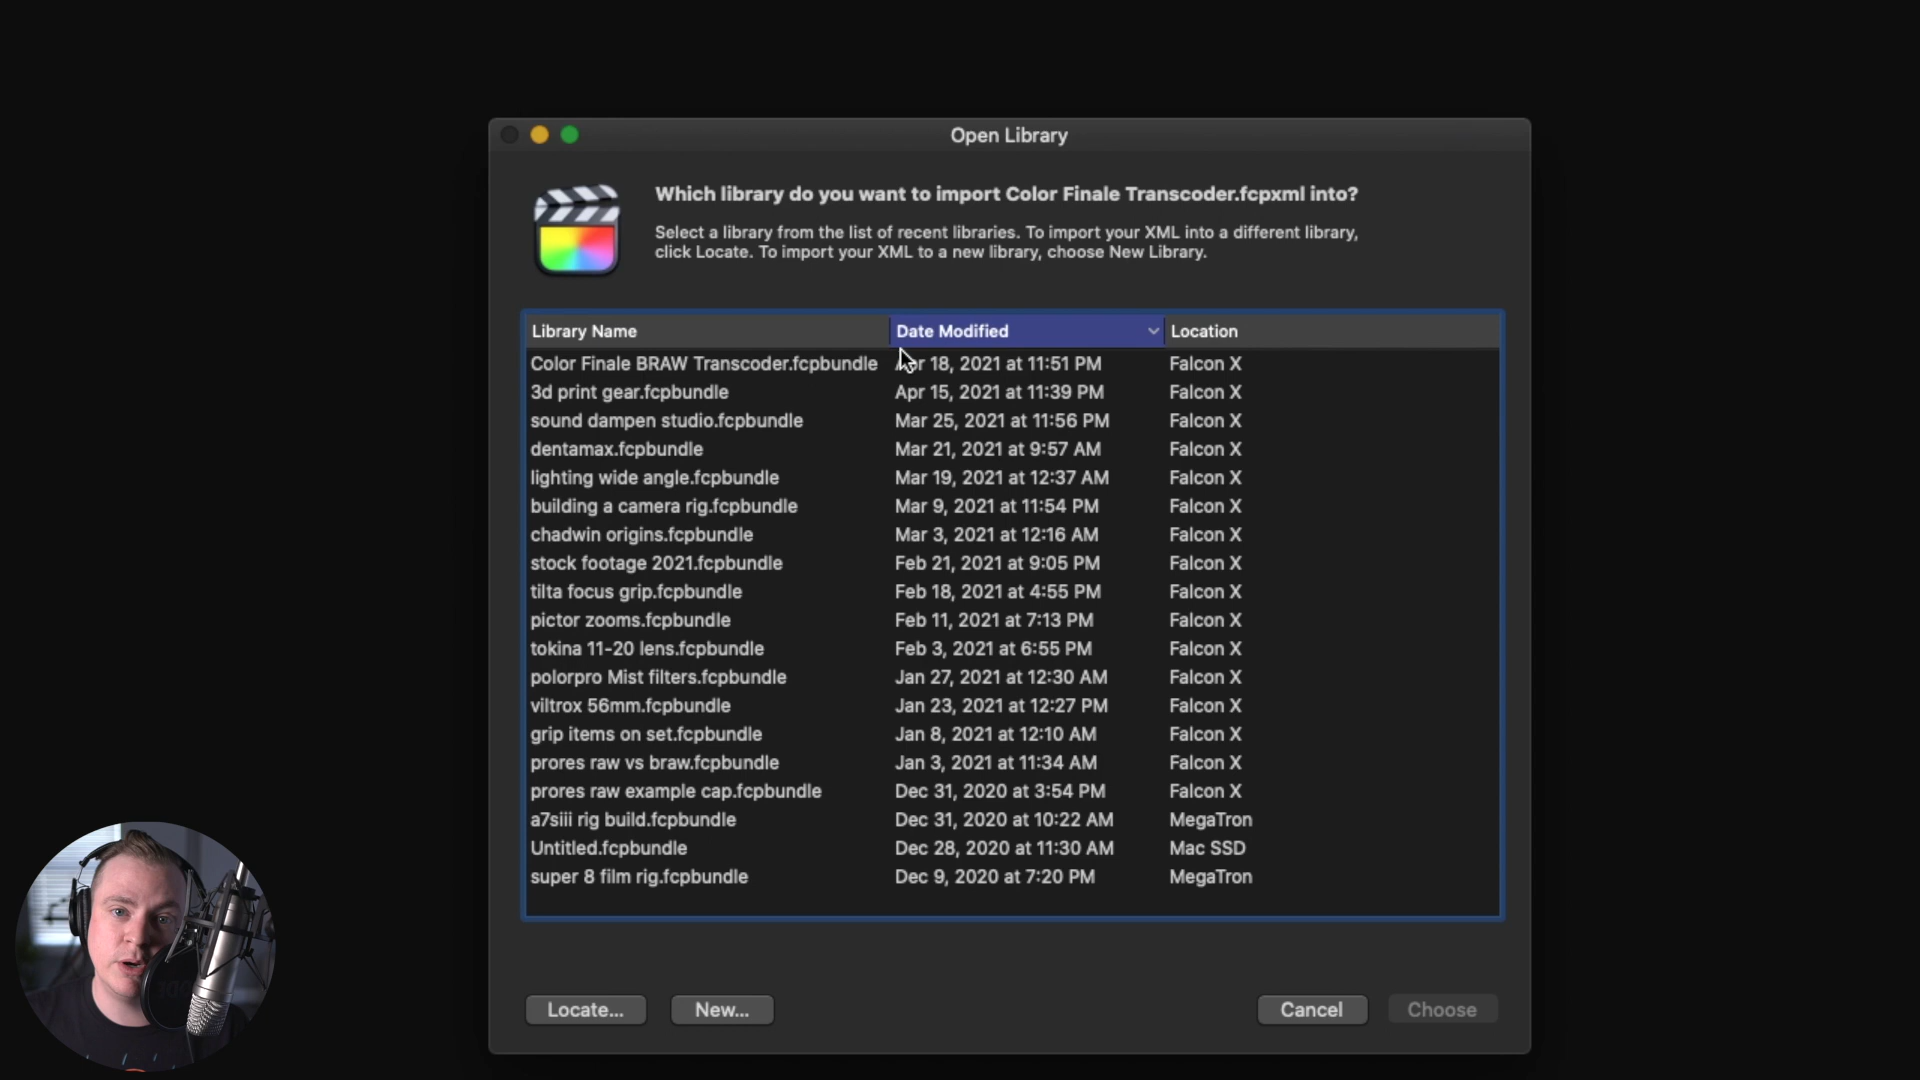 Open Library
Which library do you want to import Color Finale Transcoder.fcpxml into?
Select a library from the list of recent libraries. To import your XML into a different library,
click Locate. To import your XML to a new library, choose New Library.
Library Name Date Modified Location
Color Finale BRAW Transcoder.fcpbundle Apr 18, 2021 at 11:51 PM Falcon X
3d print gear.fcpbundle Apr 15, 2021 at 11:39 PM Falcon X
sound dampen studio.fcpbundle Mar 25, 2021 at 11:56 PM Falcon X
dentamax.fcpbundle Mar 21, 2021 at 9:57 AM Falcon X
lighting wide angle.fcpbundle Mar 19, 2021 at 12:37 AM Falcon X
building a camera rig.fcpbundle Mar 9, 2021 at 11:54 PM Falcon X
chadwin origins.fcpbundle Mar 3, 2021 at 12:16 AM Falcon X
stock footage 2021.fcpbundle Feb 21, 2021 at 9:05 PM Falcon X
tilta focus grip.fcpbundle Feb 18, 2021 at 4:55 PM Falcon X
pictor zooms.fcpbundle Feb 11, 2021 at 7:13 PM Falcon X
tokina 11-20 lens.fcpbundle Feb 3, 2021 at 6:55 PM Falcon X
polorpro Mist filters.fcpbundle Jan 27, 2021 at 12:30 AM Falcon X
viltrox 56mm.fcpbundle Jan 23, 2021 at 12:27 PM Falcon X
grip items on set.fcpbundle Jan 8, 2021 at 12:10 AM Falcon X
prores raw vs braw.fcpbundle Jan 3, 2021 at 11:34 AM Falcon X
prores raw example cap.fcpbundle Dec 31, 2020 at 3:54 PM Falcon X
a7siii rig build.fcpbundle Dec 31, 2020 at 10:22 AM MegaTron
Untitled.fcpbundle Dec 28, 2020 at 11:30 AM Mac SSD
super 8 film rig.fcpbundle Dec 9, 2020 at 7:20 PM MegaTron
Locate... New... Cancel Choose